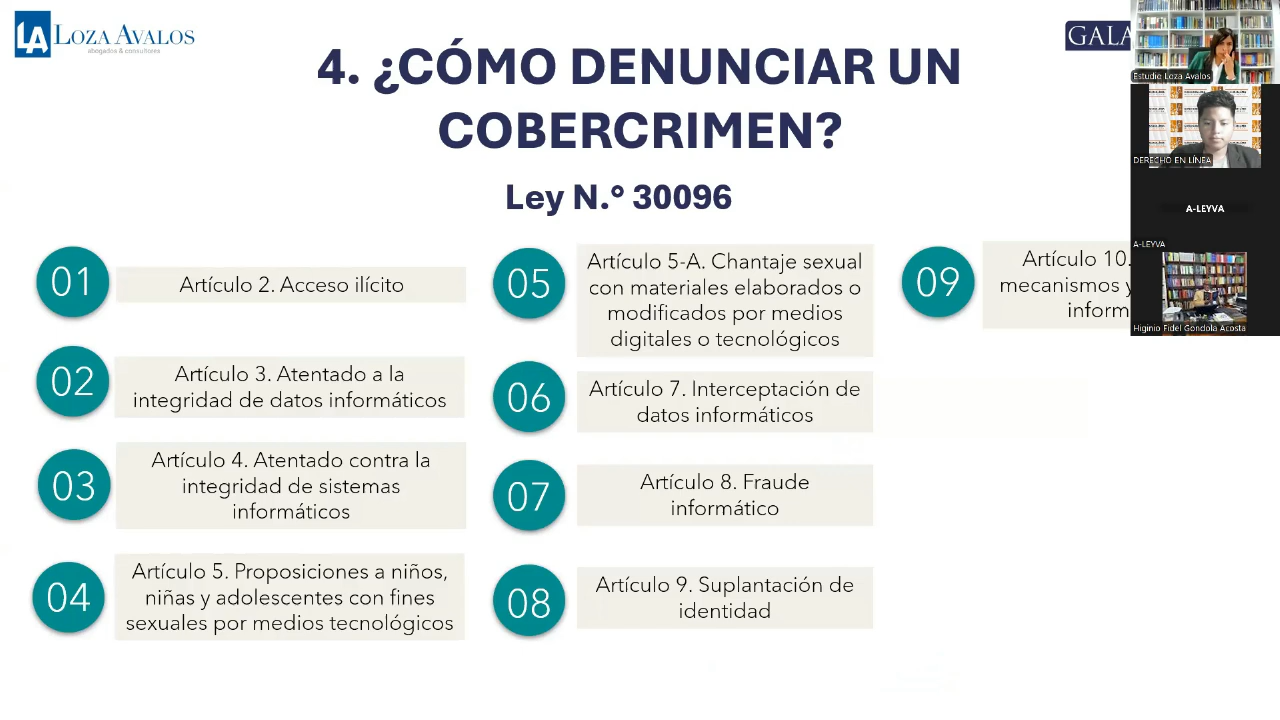 LA LOZA AVALOS
abogados & consultores
GALA
4. ¿CÓMO DENUNCIAR UN
COBERCRIMEN?
Ley N.° 30096
01
Artículo 2. Acceso ilícito
02
Artículo 3. Atentado a la
integridad de datos informáticos
03
Artículo 4. Atentado contra la
integridad de sistemas
informáticos
04
Artículo 5. Proposiciones a niños,
niñas y adolescentes con fines
sexuales por medios tecnológicos
05
Artículo 5-A. Chantaje sexual
con materiales elaborados o
modificados por medios
digitales o tecnológicos
06
Artículo 7. Interceptación de
datos informáticos
07
Artículo 8. Fraude
informático
08
Artículo 9. Suplantación de
identidad
09
Artículo 10.
mecanismos y
inform
Estudio Loza Avalos
DERECHO EN LÍNEA
A-LEYVA
A-LEYVA
Higinio Fidel Gondola Acosta